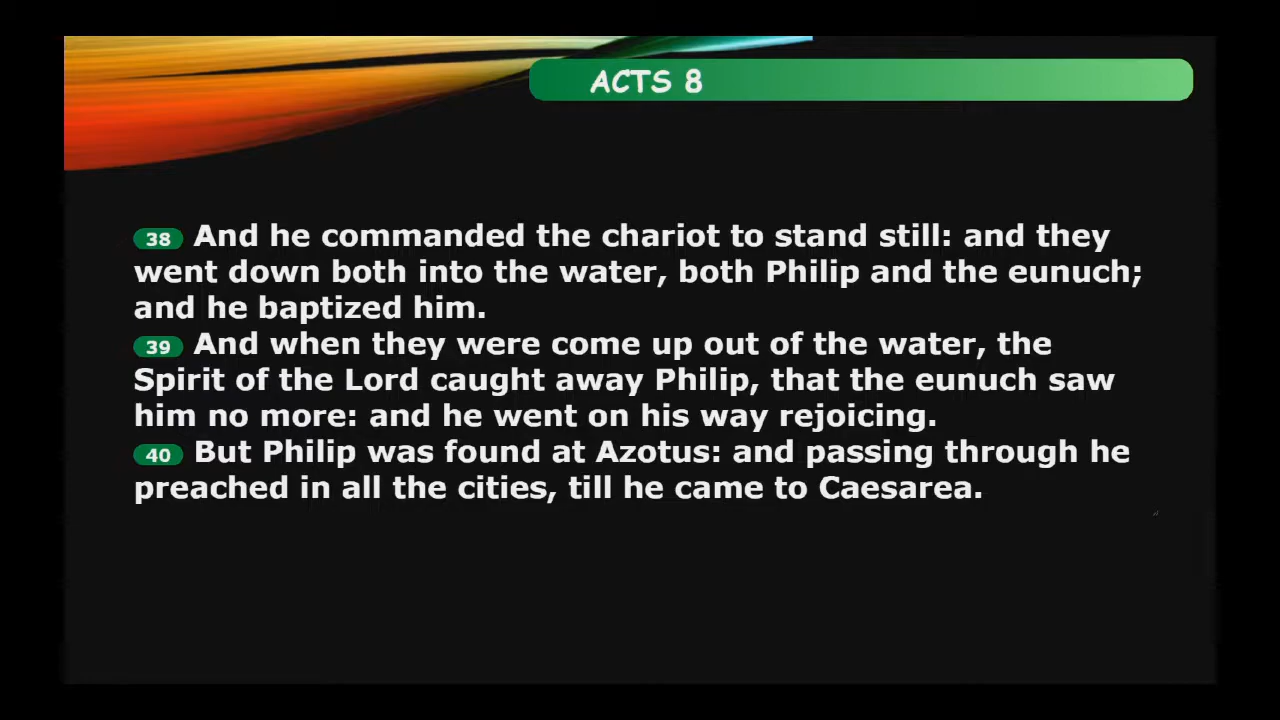 ACTS 8
38 And he commanded the chariot to stand still: and they
went down both into the water, both Philip and the eunuch;
and he baptized him.
39 And when they were come up out of the water, the
Spirit of the Lord caught away Philip, that the eunuch saw
him no more: and he went on his way rejoicing.
40 But Philip was found at Azotus: and passing through he
preached in all the cities, till he came to Caesarea.